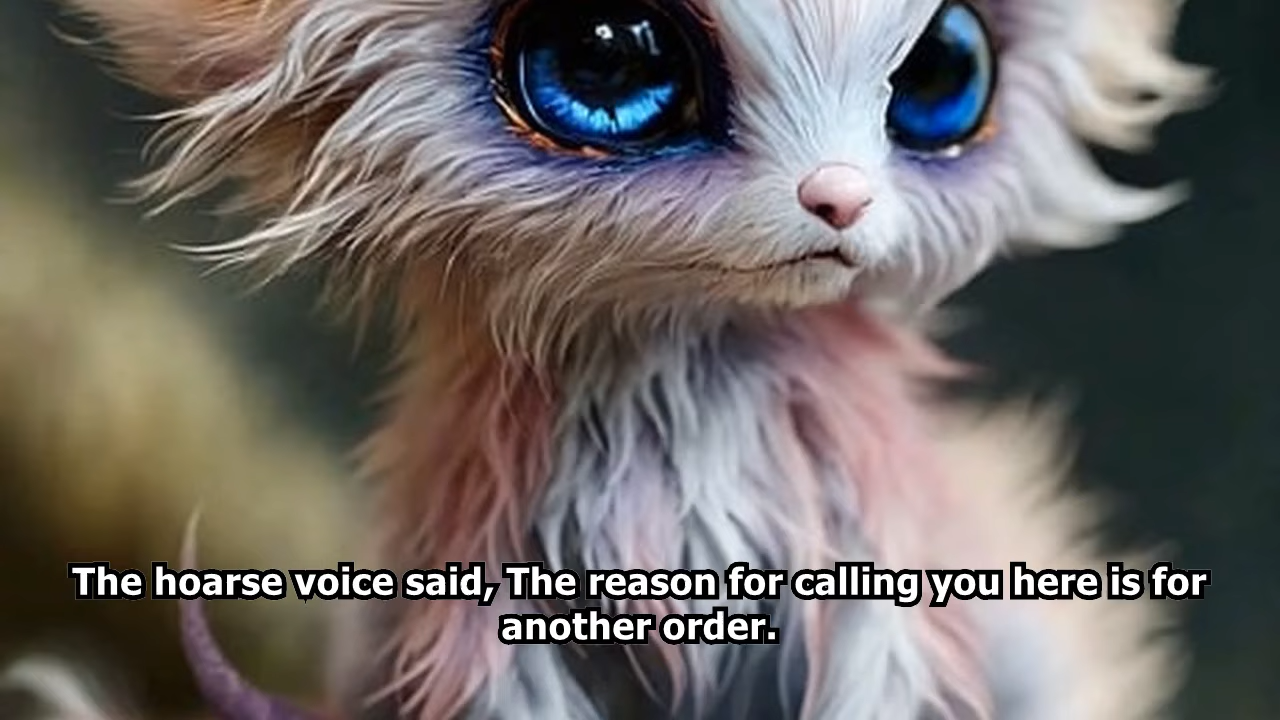 The hoarse voice said, The reason for calling you here is for
another order.